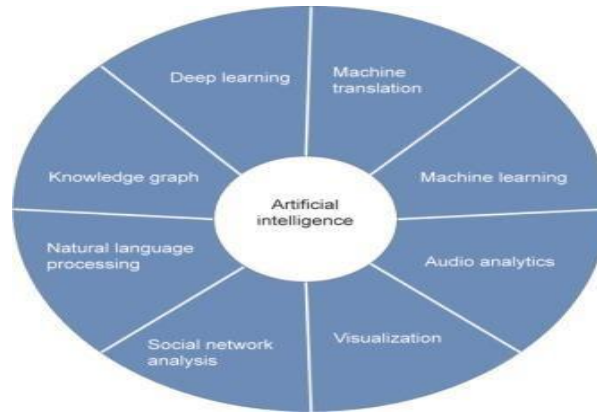 Deep learning
Machine
translation
Knowledge graph
Machine learning
Artificial
intelligence
Natural language
processing
Audio analytics
Social network
analysis
Visualization